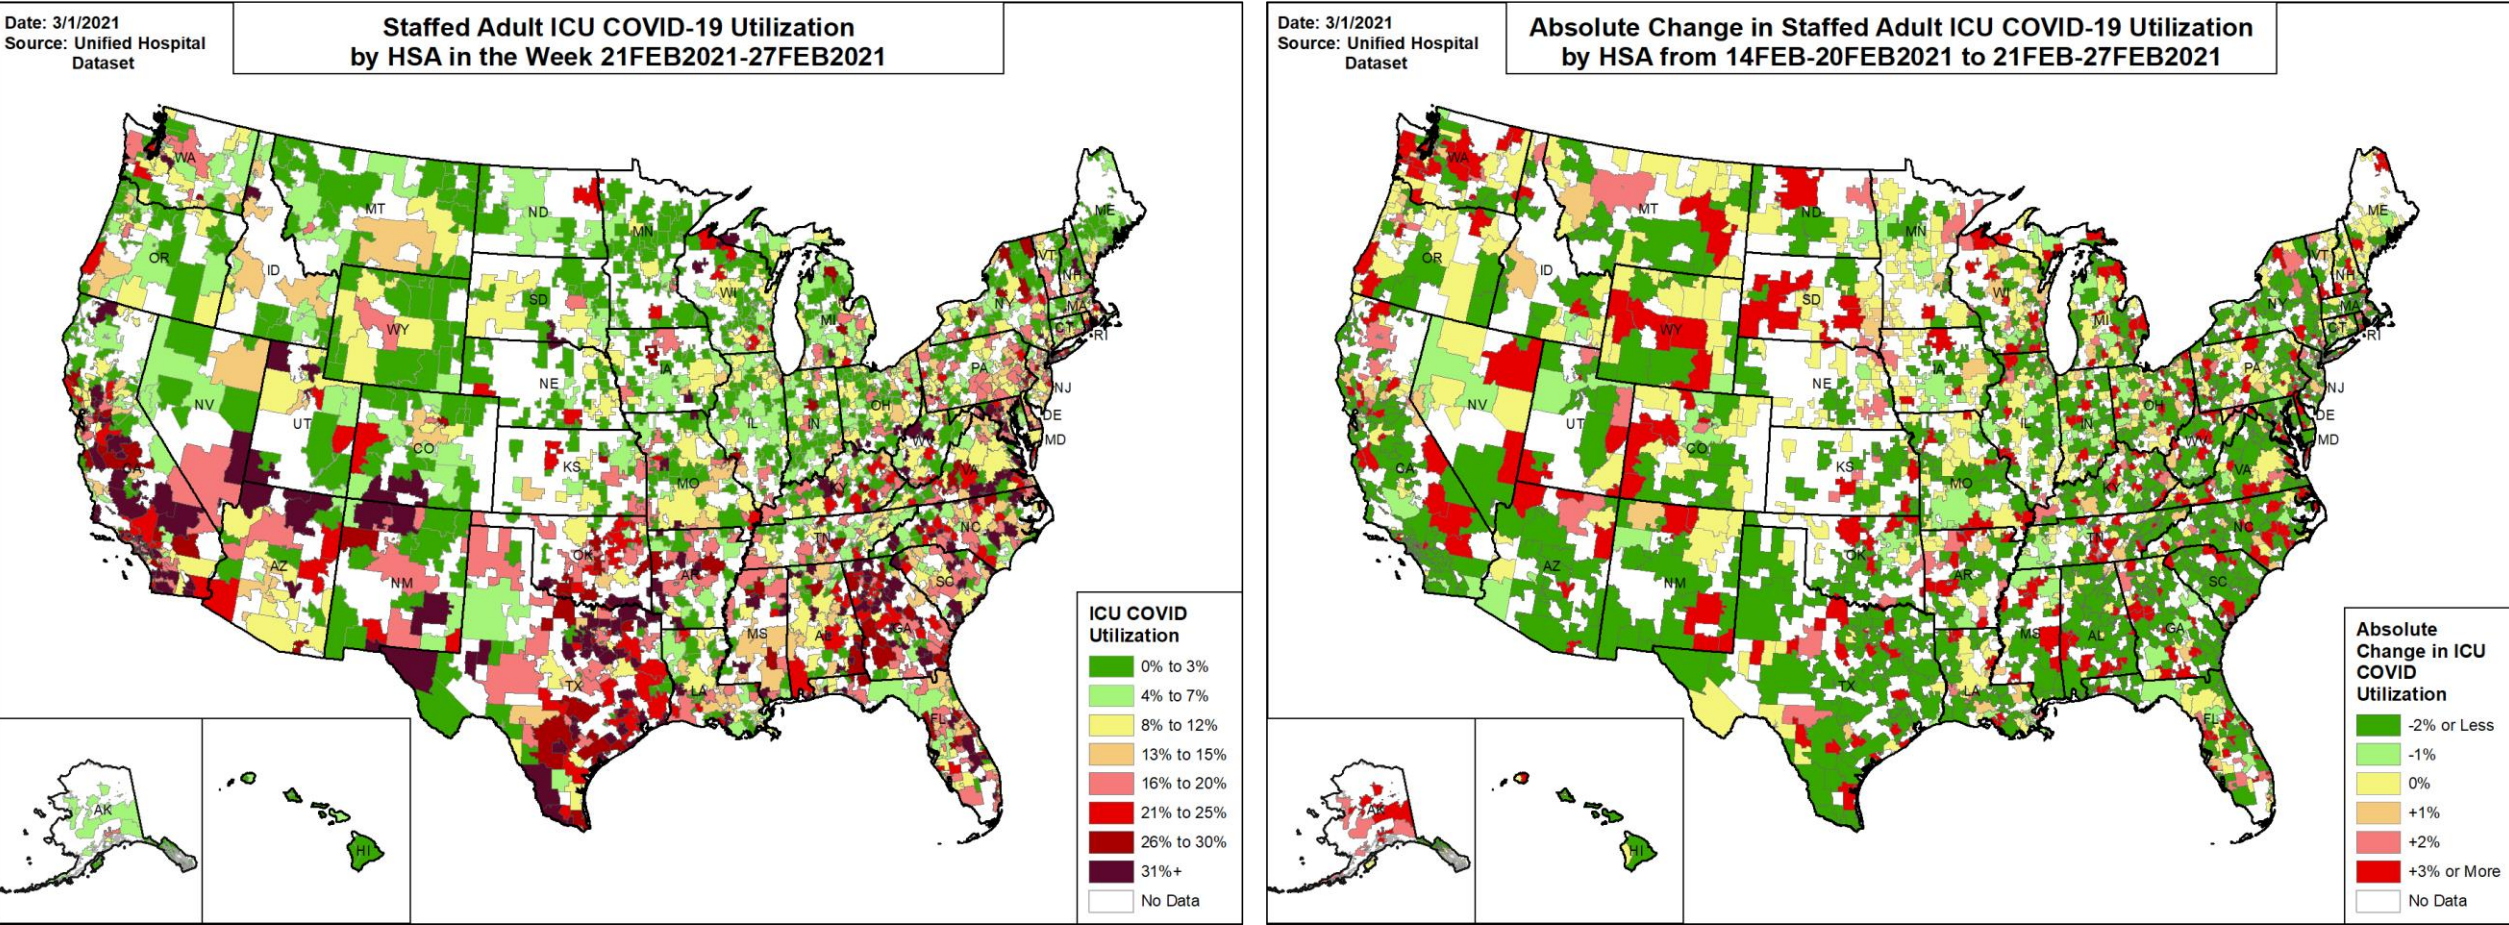 Date: 3/1/2021
Source: Unified Hospital
Dataset
Staffed Adult ICU COVID-19 Utilization
by HSA in the Week 21FEB2021-27FEB2021
WA
MT
ND
MN
ME
OR
ID
SD
WI
MI
NY
VT
NH
MA
CT
RI
WY
NE
IA
PA
NJ
NV
UT
CO
KS
MO
IL
IN
OH
DE
MD
VA
NC
TN
OK
AR
SC
AZ
NM
MS
GA
TX
LA
FL
AK
HI
ICU COVID
Utilization
0% to 3%
4% to 7%
8% to 12%
13% to 15%
16% to 20%
21% to 25%
26% to 30%
31%+
No Data
Date: 3/1/2021
Source: Unified Hospital
Dataset
Absolute Change in Staffed Adult ICU COVID-19 Utilization
by HSA from 14FEB-20FEB2021 to 21FEB-27FEB2021
WA
MT
ND
MN
ME
OR
ID
SD
WI
MI
NY
VT
NH
MA
CT
RI
WY
NE
IA
PA
NJ
NV
UT
CO
KS
MO
IL
IN
OH
WV
DE
MD
VA
CA
KY
NC
TN
OK
AR
SC
AZ
NM
MS
AL
GA
TX
LA
FL
AK
HI
Absolute
Change in ICU
COVID
Utilization
-2% or Less
-1%
0%
+1%
+2%
+3% or More
No Data